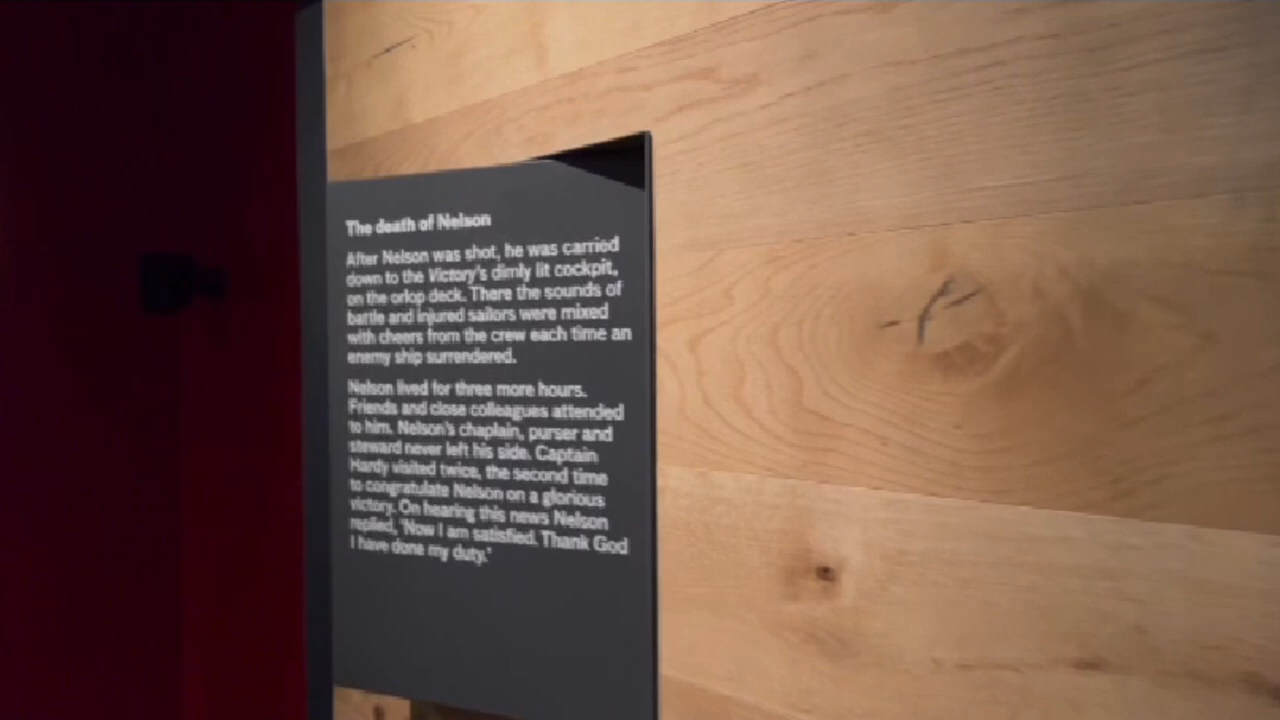 The death of Nelson
After Nelson was shot, he was carried
down to the Victory's dimly lit cockpit,
on the orlop deck. There the sounds of
battle and injured sailors were mixed
with cheers from the crew each time an
enemy ship surrendered.
Nelson lived for three more hours.
Friends and close colleagues attended
to him. Nelson's chaplain, purser and
steward never left his side. Captain
Hardy visited twice, the second time
to congratulate Nelson on a glorious
victory. On hearing this news Nelson
replied, 'Now I am satisfied. Thank God
I have done my duty.'